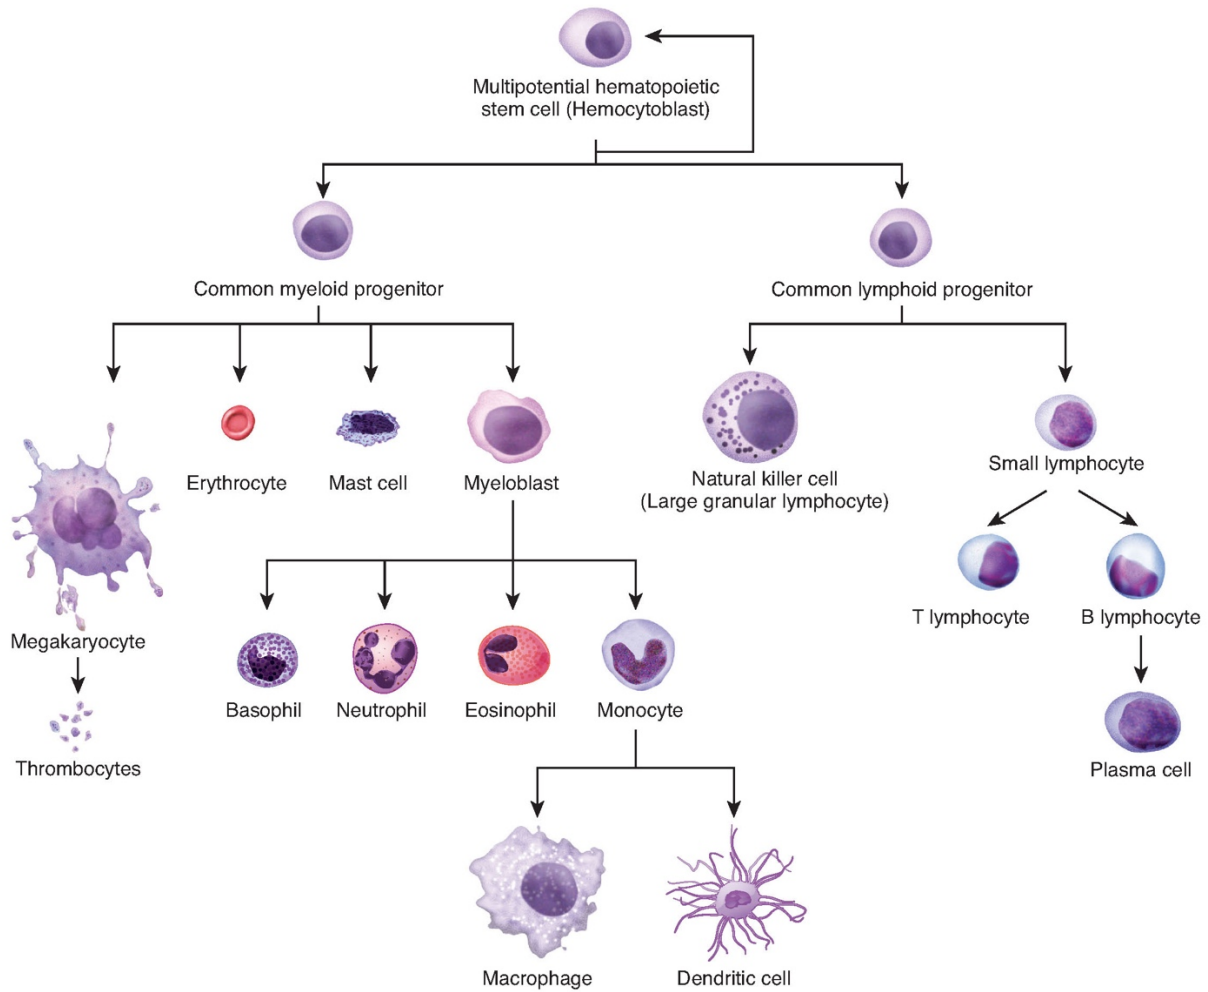 Multipotential hematopoietic
stem cell (Hemocytoblast)
Common myeloid progenitor
Common lymphoid progenitor
Erythrocyte
Mast cell
Myeloblast
Natural killer cell
(Large granular lymphocyte)
Small lymphocyte
T lymphocyte
B lymphocyte
Megakaryocyte
Basophil
Neutrophil
Eosinophil
Monocyte
Thrombocytes
Plasma cell
Macrophage
Dendritic cell